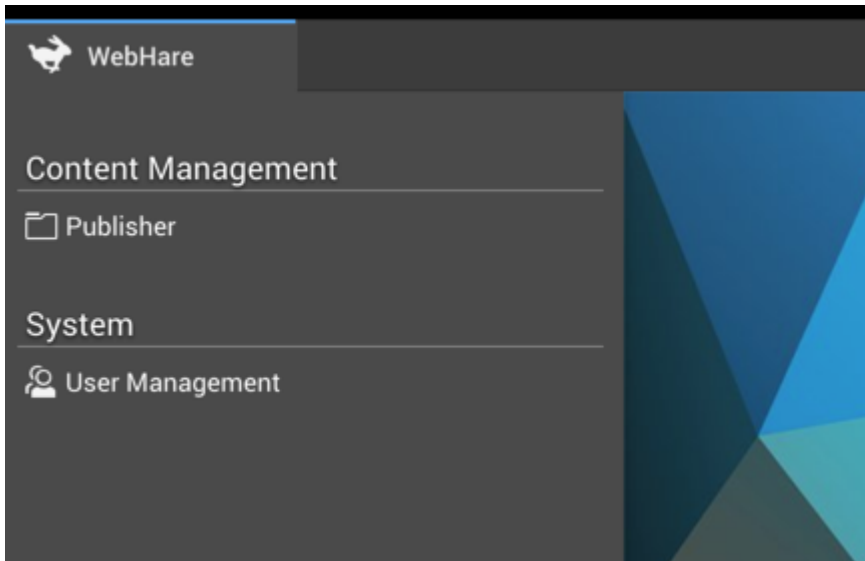 WebHare
Content Management
Publisher
System
User Management